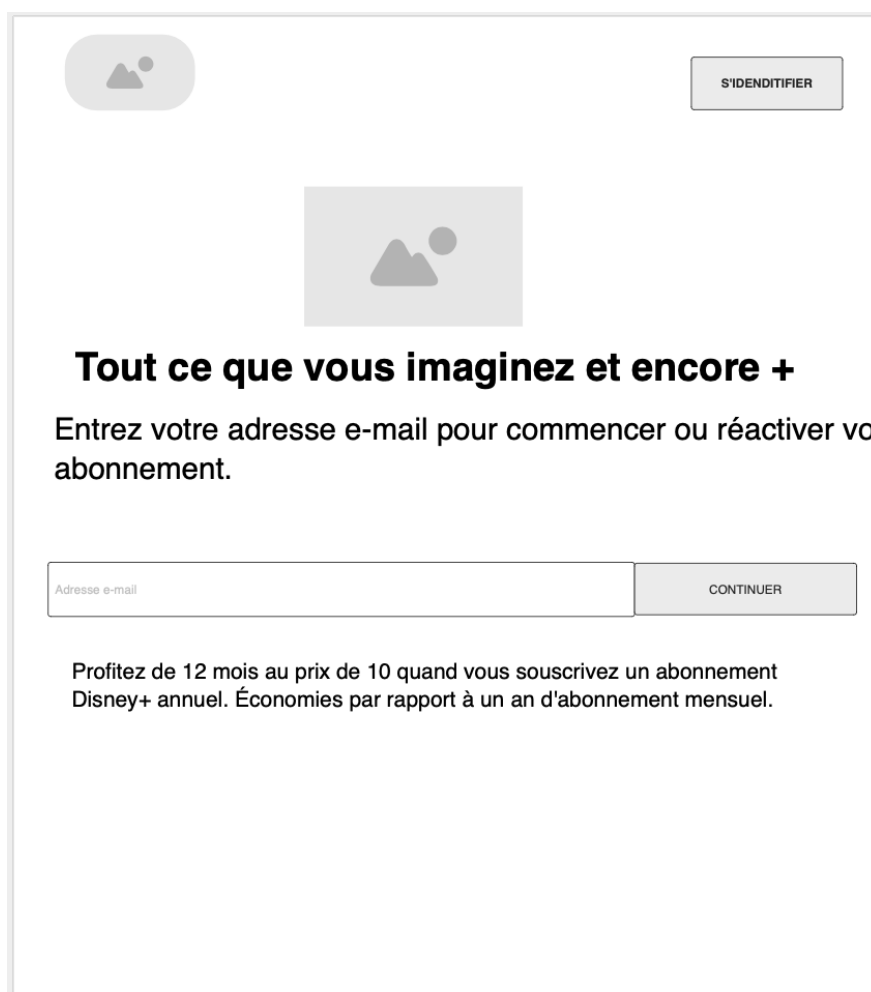 S'IDENDITIFIER
Tout ce que vous imaginez et encore +
Entrez votre adresse e-mail pour commencer ou réactiver vo
abonnement.
Adresse e-mail
CONTINUER
Profitez de 12 mois au prix de 10 quand vous souscrivez un abonnement
Disney+ annuel. Économies par rapport à un an d'abonnement mensuel.